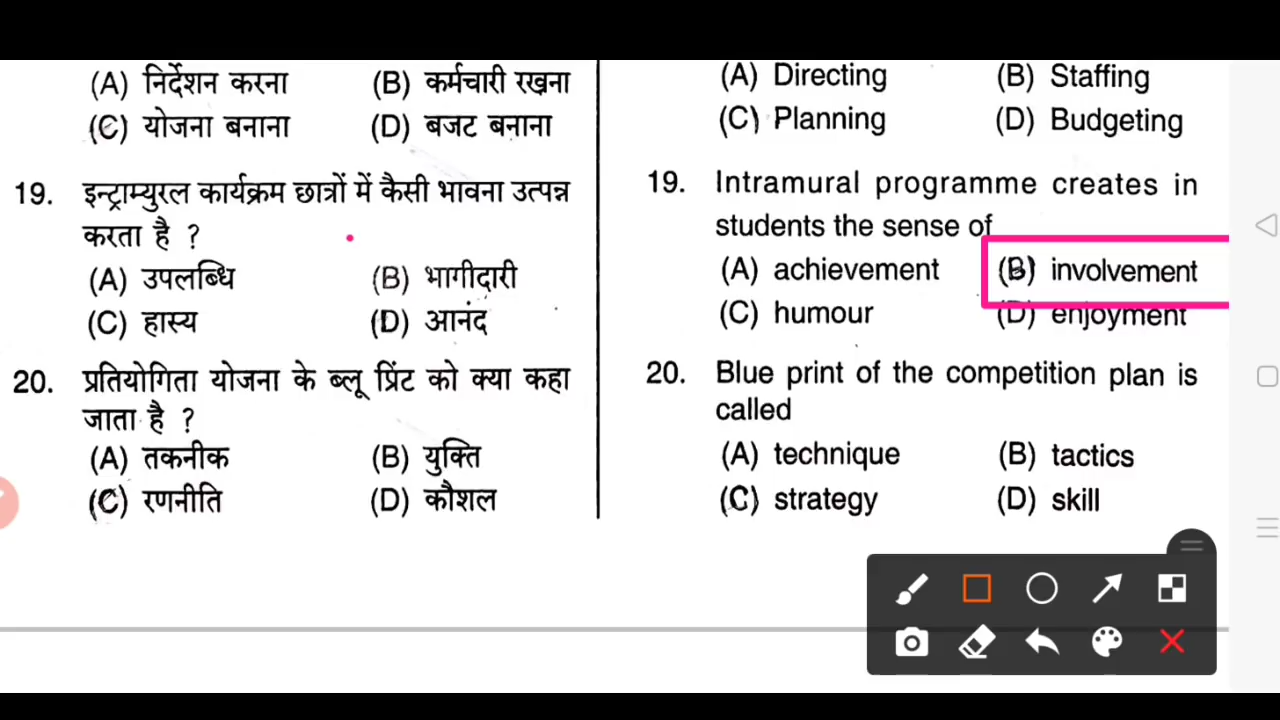 (A) निर्देशन करना (B) कर्मचारी रखना
(C) योजना बनाना (D) बजट बनाना
19. इन्ट्राम्युरल कार्यक्रम छात्रों में कैसी भावना उत्पन्न
करता है ?
(A) उपलब्धि (B) भागीदारी
(C) हास्य (D) आनंद
20. प्रतियोगिता योजना के ब्लू प्रिंट को क्या कहा
जाता है ?
(A) तकनीक (B) युक्ति
(C) रणनीति (D) कौशल
(A) Directing (B) Staffing
(C) Planning (D) Budgeting
19. Intramural programme creates in
students the sense of
(A) achievement (B) involvement
(C) humour (D) enjoyment
20. Blue print of the competition plan is
called
(A) technique (B) tactics
(C) strategy (D) skill